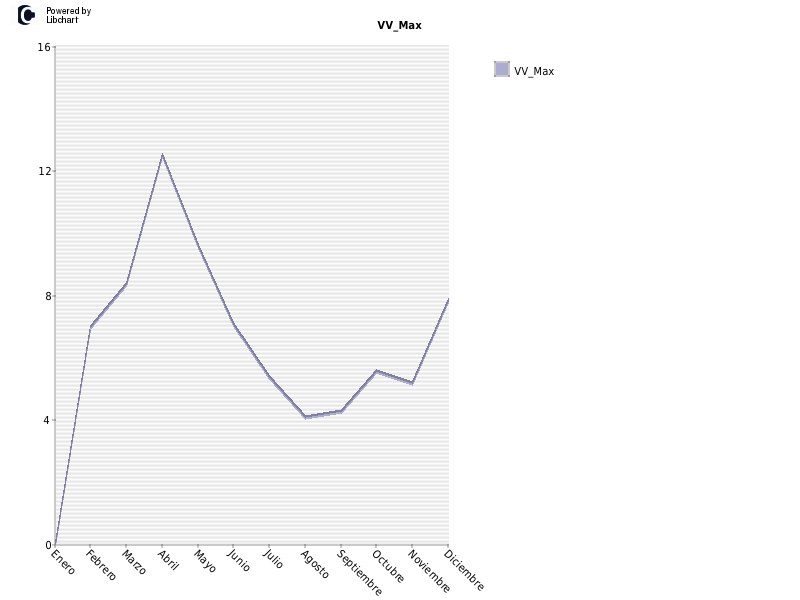 Powered by
Libchart
VV_Max
16
12
8
4
0
VV_Max
Enero
Febrero
Marzo
Abril
Mayo
Junio
Julio
Agosto
Septiembre
Octubre
Noviembre
Diciembre